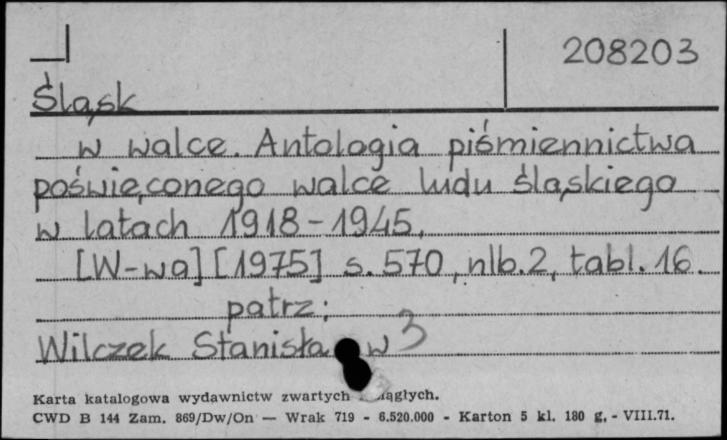 208203
Śląsk
w walce. Antologia piśmiennictwa
poświęconego walce ludu śląskiego
w latach 1918-1945.
[W-wa] [1975] s. 570, nlb. 2, tabl. 16.
patrz:
Wilczek Stanisław 3
Karta katalogowa wydawnictw zwartych ciągłych.
CWD B 144 Zam. 869/Dw/On — Wrak 719 - 6.520.000 - Karton 5 kl. 180 g. - VIII.71.